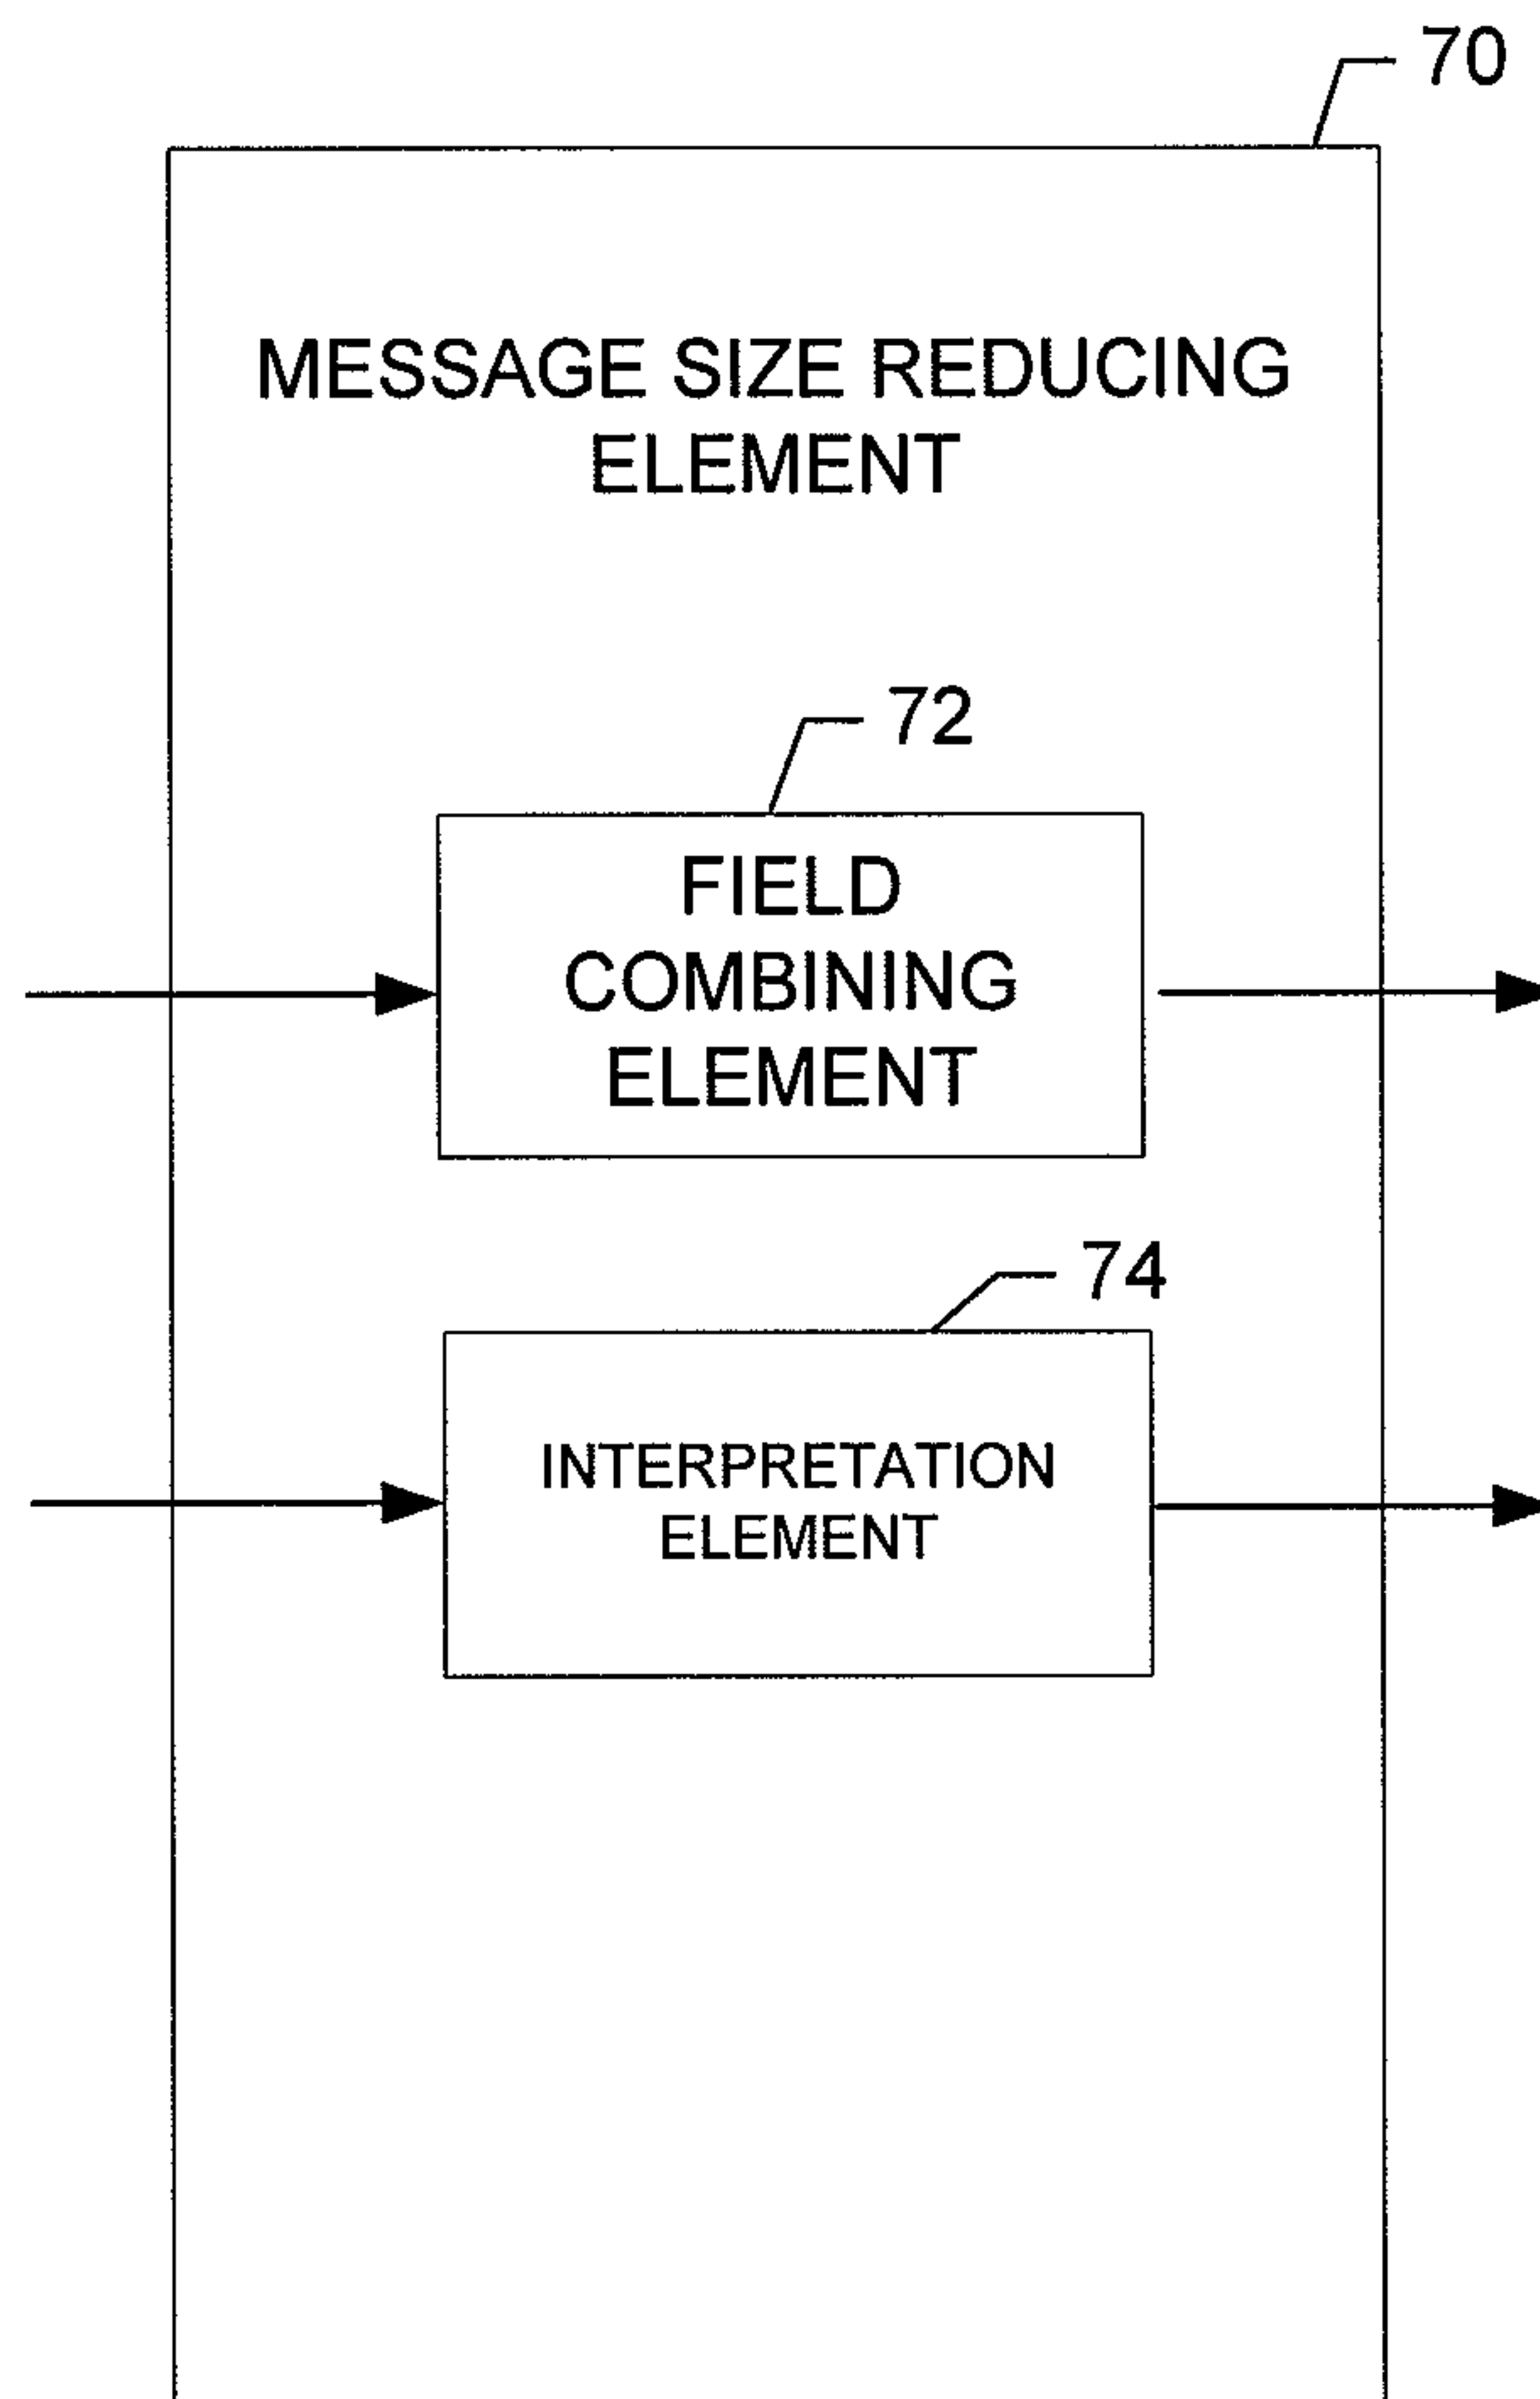 70
MESSAGE SIZE REDUCING
ELEMENT
72
FIELD
COMBINING
ELEMENT
74
INTERPRETATION
ELEMENT